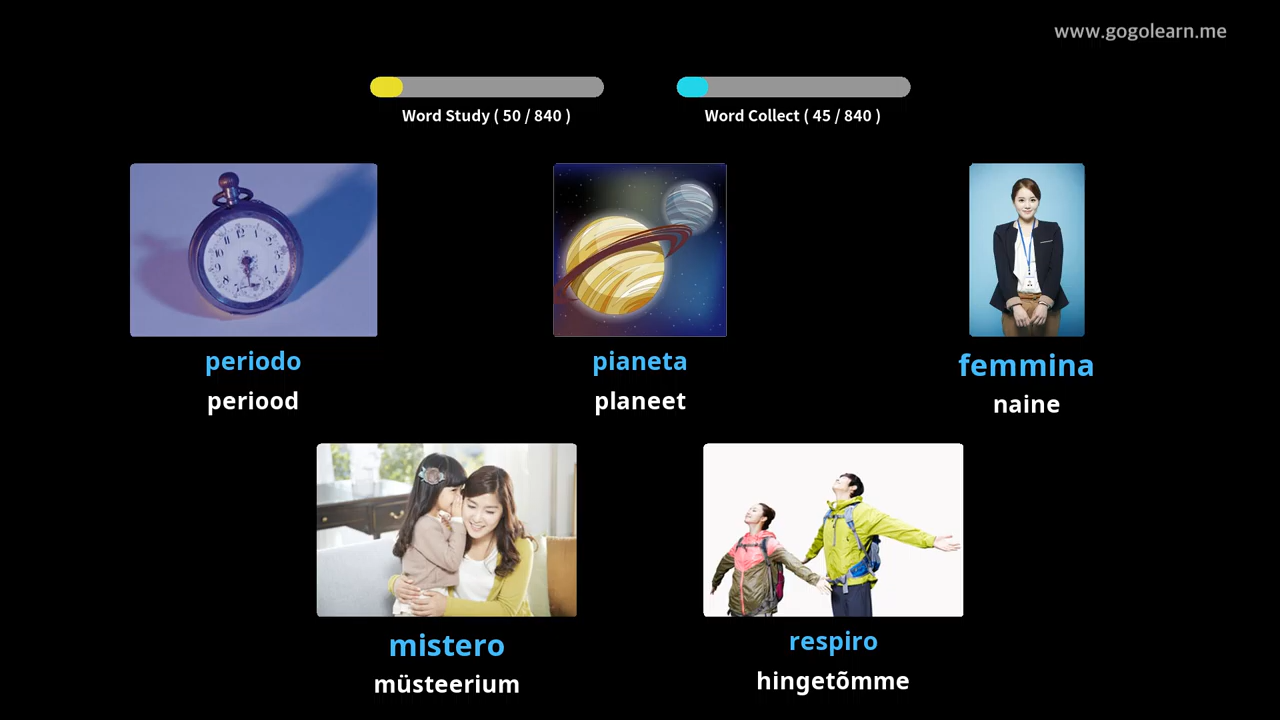 www.gogolearn.me
Word Study ( 50 / 840 )
Word Collect ( 45 / 840 )
periodo
periood
pianeta
planeet
femmina
naine
mistero
müsteerium
respiro
hingetõmme